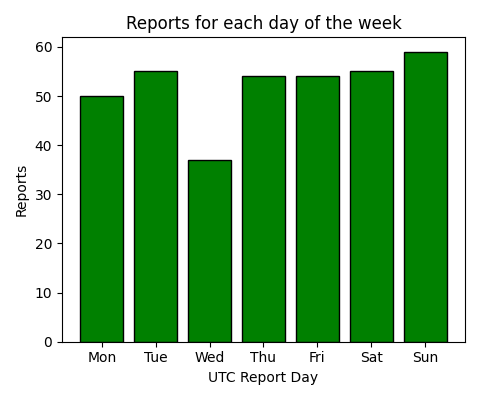 Reports for each day of the week
60
50
40
30
20
10
0
Reports
Mon Tue Wed Thu Fri Sat Sun
UTC Report Day